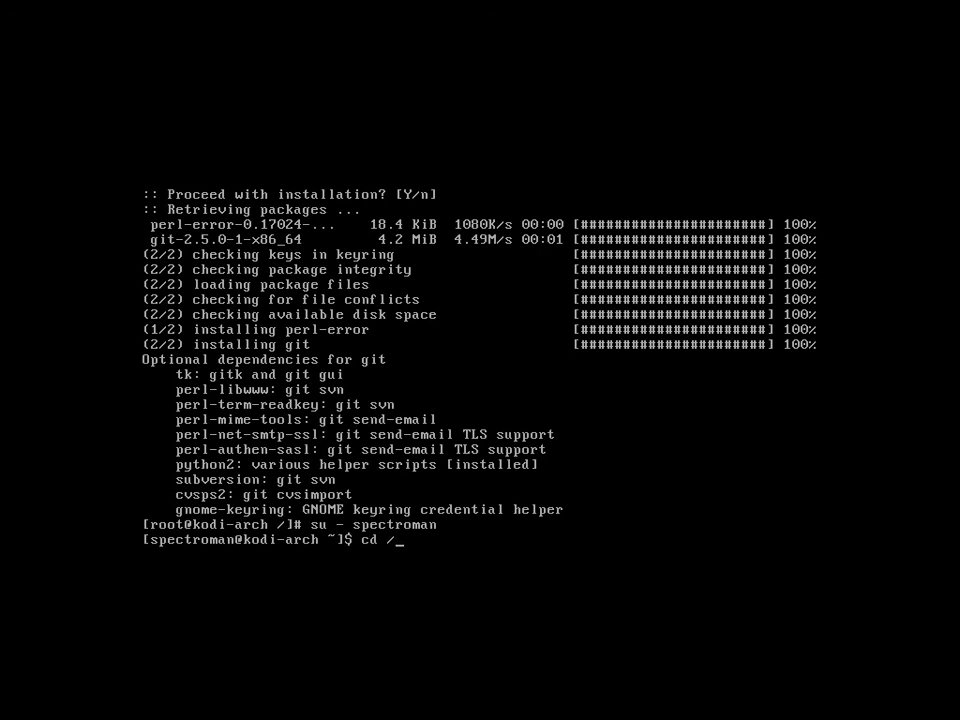 :: Proceed with installation? [Y/n]
:: Retrieving packages ...
perl-error-0.17024-... 18.4 KiB 1080K/s 00:00 [######################] 100%
git-2.5.0-1-x86_64 4.2 MiB 4.49M/s 00:01 [######################] 100%
(2/2) checking keys in keyring [######################] 100%
(2/2) checking package integrity [######################] 100%
(2/2) loading package files [######################] 100%
(2/2) checking for file conflicts [######################] 100%
(2/2) checking available disk space [######################] 100%
(1/2) installing perl-error [######################] 100%
(2/2) installing git [######################] 100%
Optional dependencies for git
tk: gitk and git gui
perl-libwww: git svn
perl-term-readkey: git svn
perl-mime-tools: git send-email
perl-net-smtp-ssl: git send-email TLS support
perl-authen-sasl: git send-email TLS support
python2: various helper scripts [installed]
subversion: git svn
cvsps2: git cvsimport
gnome-keyring: GNOME keyring credential helper
[root@kodi-arch /]# su - spectroman
[spectroman@kodi-arch ~]$ cd /_